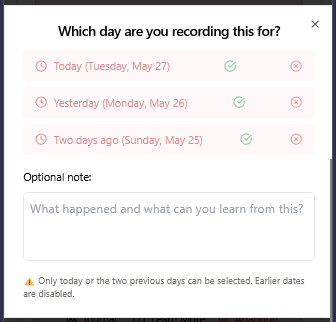 Which day are you recording this for?
Today (Tuesday, May 27)
Yesterday (Monday, May 26)
Two days ago (Sunday, May 25)
Optional note:
What happened and what can you learn from this?
⚠️ Only today or the two previous days can be selected. Earlier dates
are disabled.